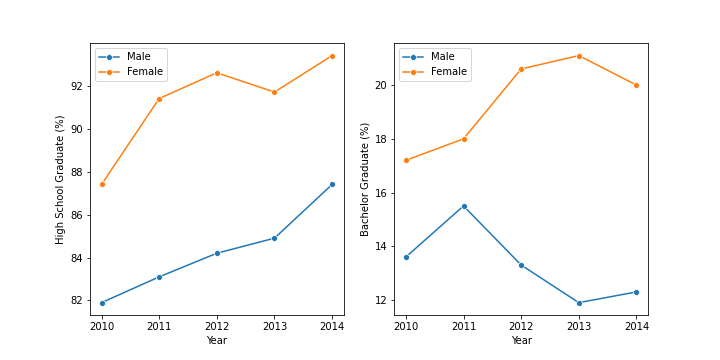 Male
Female
High School Graduate (%)
92
90
88
86
84
82
2010
2011
2012
2013
2014
Year
Male
Female
Bachelor Graduate (%)
20
18
16
14
12
2010
2011
2012
2013
2014
Year